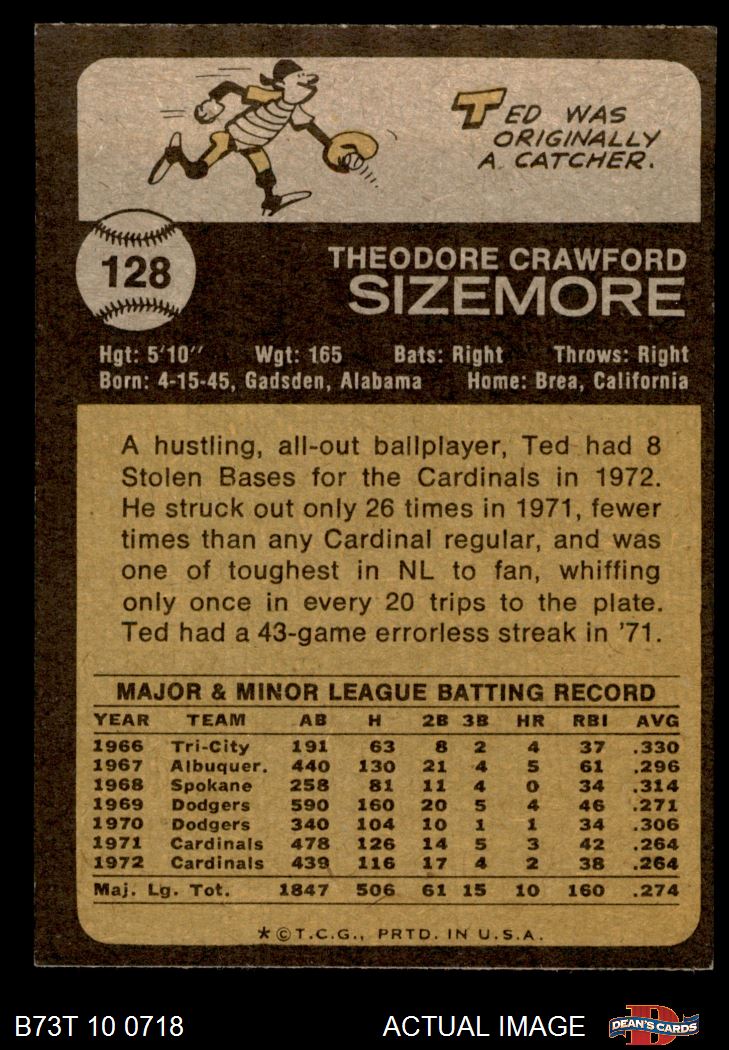 TED WAS
ORIGINALLY
A CATCHER.
128
THEODORE CRAWFORD
SIZEMORE
Hgt: 5'10" Wgt: 165 Bats: Right Throws: Right
Born: 4-15-45, Gadsden, Alabama Home: Brea, California
A hustling, all-out ballplayer, Ted had 8
Stolen Bases for the Cardinals in 1972.
He struck out only 26 times in 1971, fewer
times than any Cardinal regular, and was
one of toughest in NL to fan, whiffing
only once in every 20 trips to the plate.
Ted had a 43-game errorless streak in '71.
MAJOR & MINOR LEAGUE BATTING RECORD
YEAR TEAM AB H 2B 3B HR RBI AVG
1966 Tri-City 191 63 8 2 4 37 .330
1967 Albuquer. 440 130 21 4 5 61 .296
1968 Spokane 258 81 11 4 0 34 .314
1969 Dodgers 590 160 20 5 4 46 .271
1970 Dodgers 340 104 10 1 1 34 .306
1971 Cardinals 478 126 14 5 3 42 .264
1972 Cardinals 439 116 17 4 2 38 .264
Maj. Lg. Tot. 1847 506 61 15 10 160 .274
*©T.C.G., PRTD. IN U.S.A.
B73T 10 0718 ACTUAL IMAGE DEAN'S CARDS